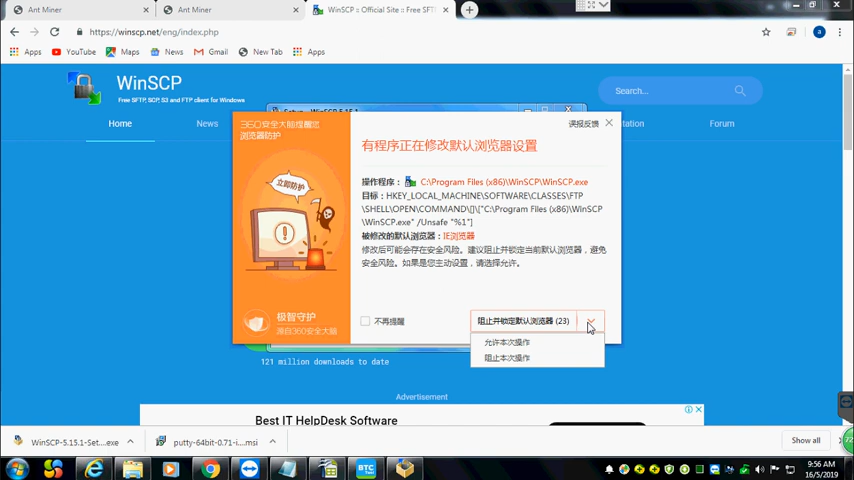 Ant Miner
Ant Miner
WinSCP :: Official Site :: Free SFT
https://winscp.net/eng/index.php
a
Apps YouTube Maps News Gmail New Tab Apps
WinSCP
Free SFTP, SCP, S3 and FTP client for Windows
Search...
Home
News
Forum
360安全大脑提醒您
浏览器防护
误报反馈
立即防护
有程序正在修改默认浏览器设置
操作程序： C:\Program Files (x86)\WinSCP\WinSCP.exe
目标：HKEY_LOCAL_MACHINE\SOFTWARE\CLASSES\FTP
\SHELL\OPEN\COMMAND\[]\["C:\Program Files (x86)\WinSCP
\WinSCP.exe" /Unsafe "%1"]
被修改的默认浏览器：IE浏览器
修改后可能会存在安全风险。建议阻止并锁定当前默认浏览器，避免
安全风险。如果是您主动设置，请选择允许。
极智守护
源自360安全大脑
不再提醒
阻止并锁定默认浏览器 (23)
允许本次操作
阻止本次操作
121 million downloads to date
Advertisement
Best IT HelpDesk Software
WinSCP-5.15.1-Set....exe
putty-64bit-0.71-i....msi
Show all
72
BTC
Tool
9:56 AM
16/5/2019